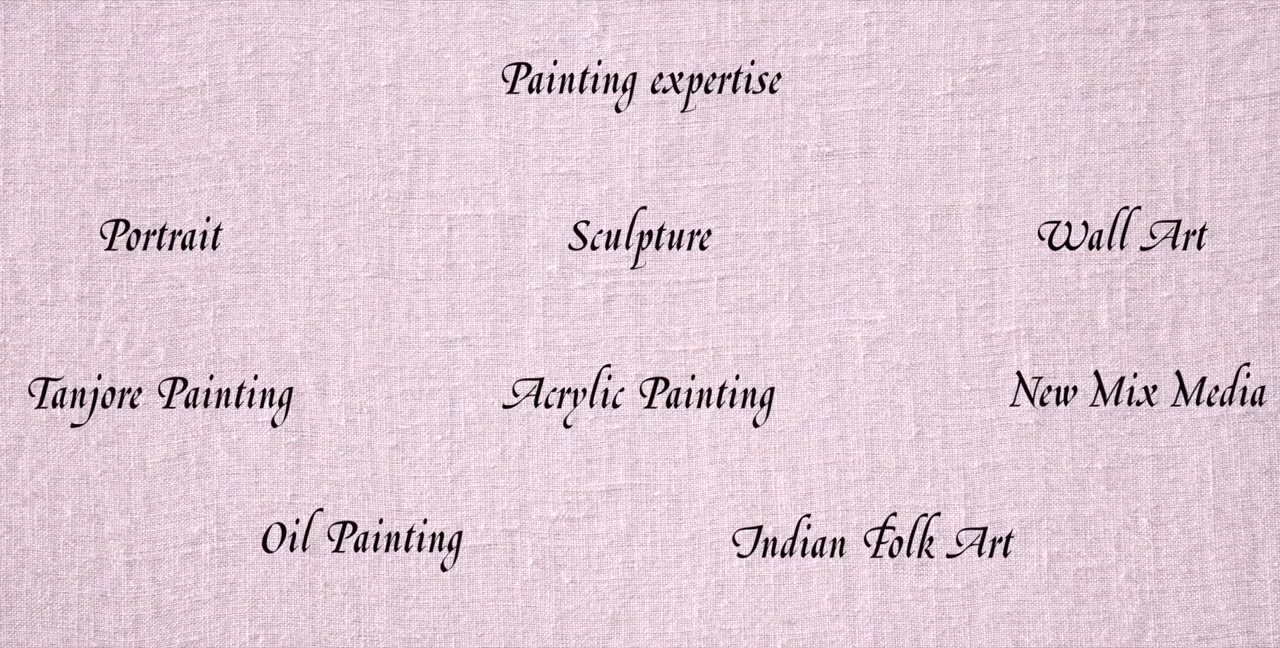 Painting expertise
Portrait Sculpture Wall Art
Tanjore Painting Acrylic Painting New Mix Media
Oil Painting Indian Folk Art